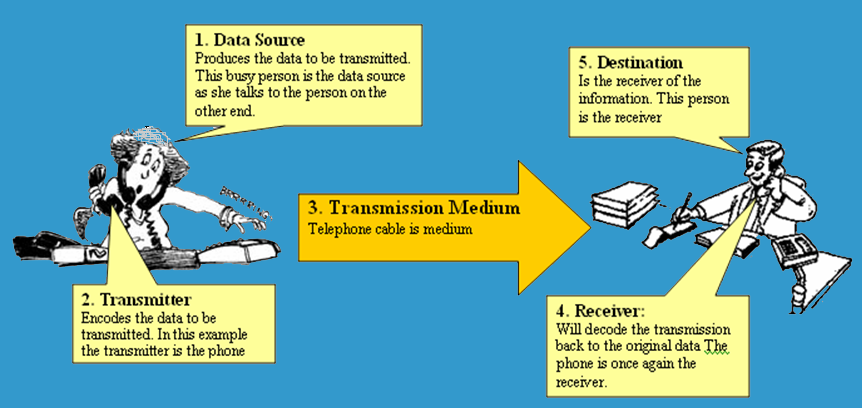 1. Data Source
Produces the data to be transmitted.
This busy person is the data source
as she talks to the person on the
other end.
2. Transmitter
Encodes the data to be
transmitted. In this example
the transmitter is the phone
3. Transmission Medium
Telephone cable is medium
4. Receiver:
Will decode the transmission
back to the original data The
phone is once again the
receiver.
5. Destination
Is the receiver of the
information. This person
is the receiver